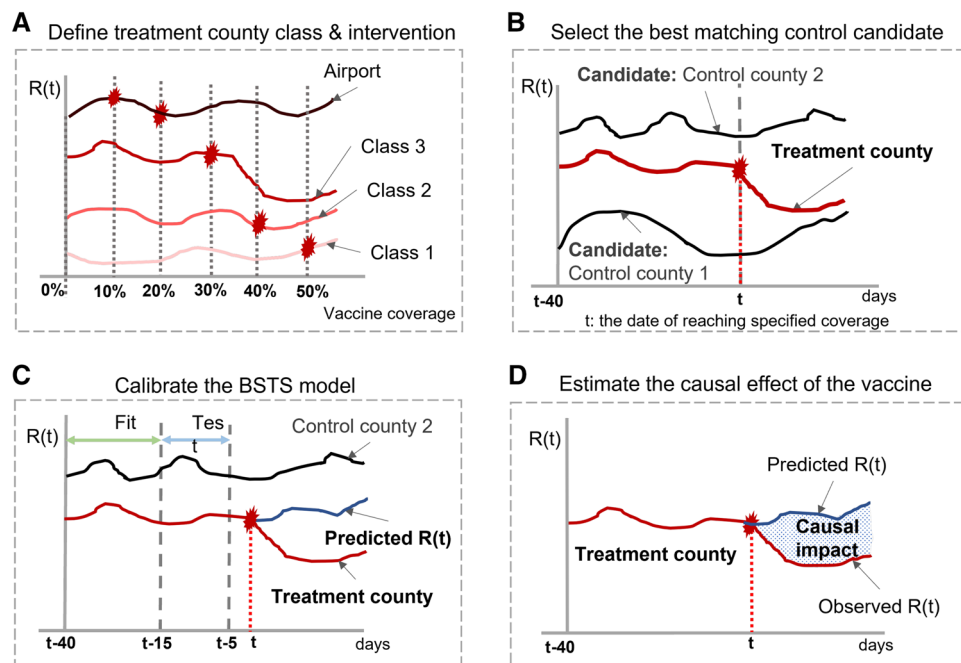 A
Define treatment county class & intervention
R(t)
Airport
Class 3
Class 2
Class 1
0%
10%
20%
30%
40%
50%
Vaccine coverage
B
Select the best matching control candidate
R(t)
Candidate: Control county 2
Treatment county
Candidate:
Control county 1
t-40
t
days
t: the date of reaching specified coverage
C
Calibrate the BSTS model
R(t)
Fit
Tes
t
Control county 2
Predicted R(t)
Treatment county
t-40
t-15
t-5
t
days
D
Estimate the causal effect of the vaccine
R(t)
Predicted R(t)
Causal
impact
Treatment county
Observed R(t)
t-40
t
days